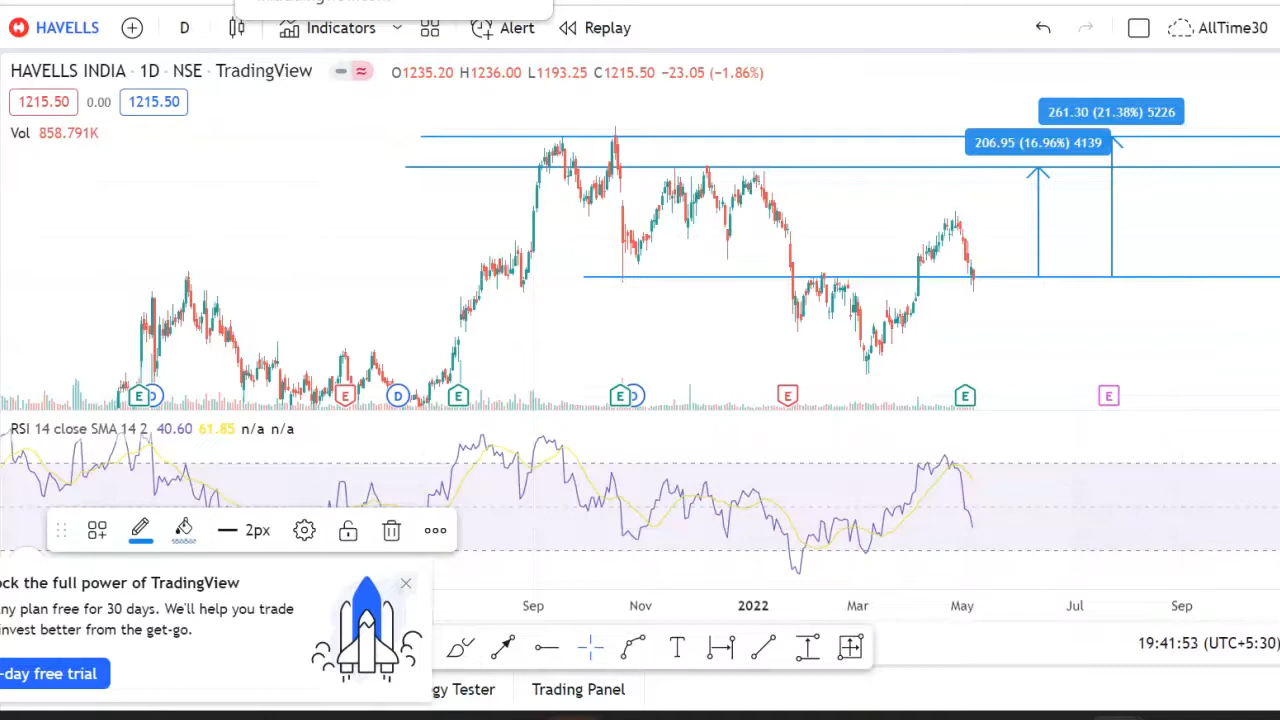 HAVELLS
D
Indicators
Alert
Replay
AllTime30
HAVELLS INDIA · 1D · NSE · TradingView
O1235.20 H1236.00 L1193.25 C1215.50 −23.05 (−1.86%)
1215.50 0.00 1215.50
Vol 858.791K
261.30 (21.38%) 5226
206.95 (16.96%) 4139
E D E D E E D E E E
RSI 14 close SMA 14 2 40.60 61.85 n/a n/a
2px
ock the full power of TradingView
ny plan free for 30 days. We'll help you trade
invest better from the get-go.
-day free trial
Sep Nov 2022 Mar May Jul Sep
T
19:41:53 (UTC+5:30)
gy Tester
Trading Panel